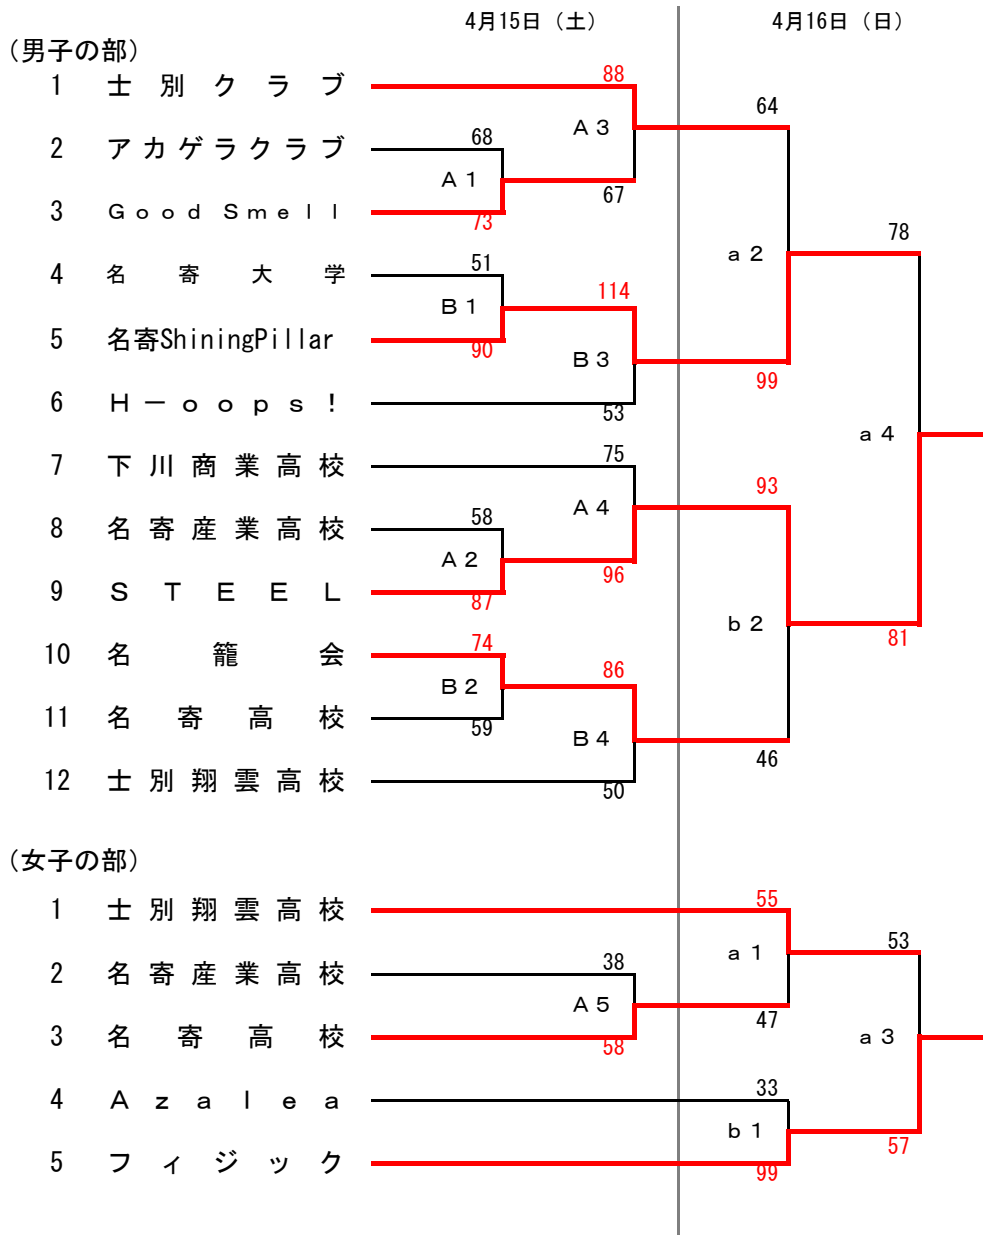 4月15日（土） 4月16日（日）
（男子の部）
88
1 士別クラブ
64
A3
68
2 アカゲラクラブ
A1
67
3 Good Smell
73
78
a2
51
4 名寄大学
114
B1
5 名寄ShiningPillar
90
B3
99
6 H－oops!
53
a4
75
7 下川商業高校
93
A4
58
8 名寄産業高校
A2
96
9 STEEL
87
b2
81
74
10 名籠会
86
B2
11 名寄高校
59
B4
46
12 士別翔雲高校
50
（女子の部）
55
1 士別翔雲高校
53
a1
38
2 名寄産業高校
A5
47
3 名寄高校
58
a3
33
4 Azalea
b1
57
5 フィジック
99